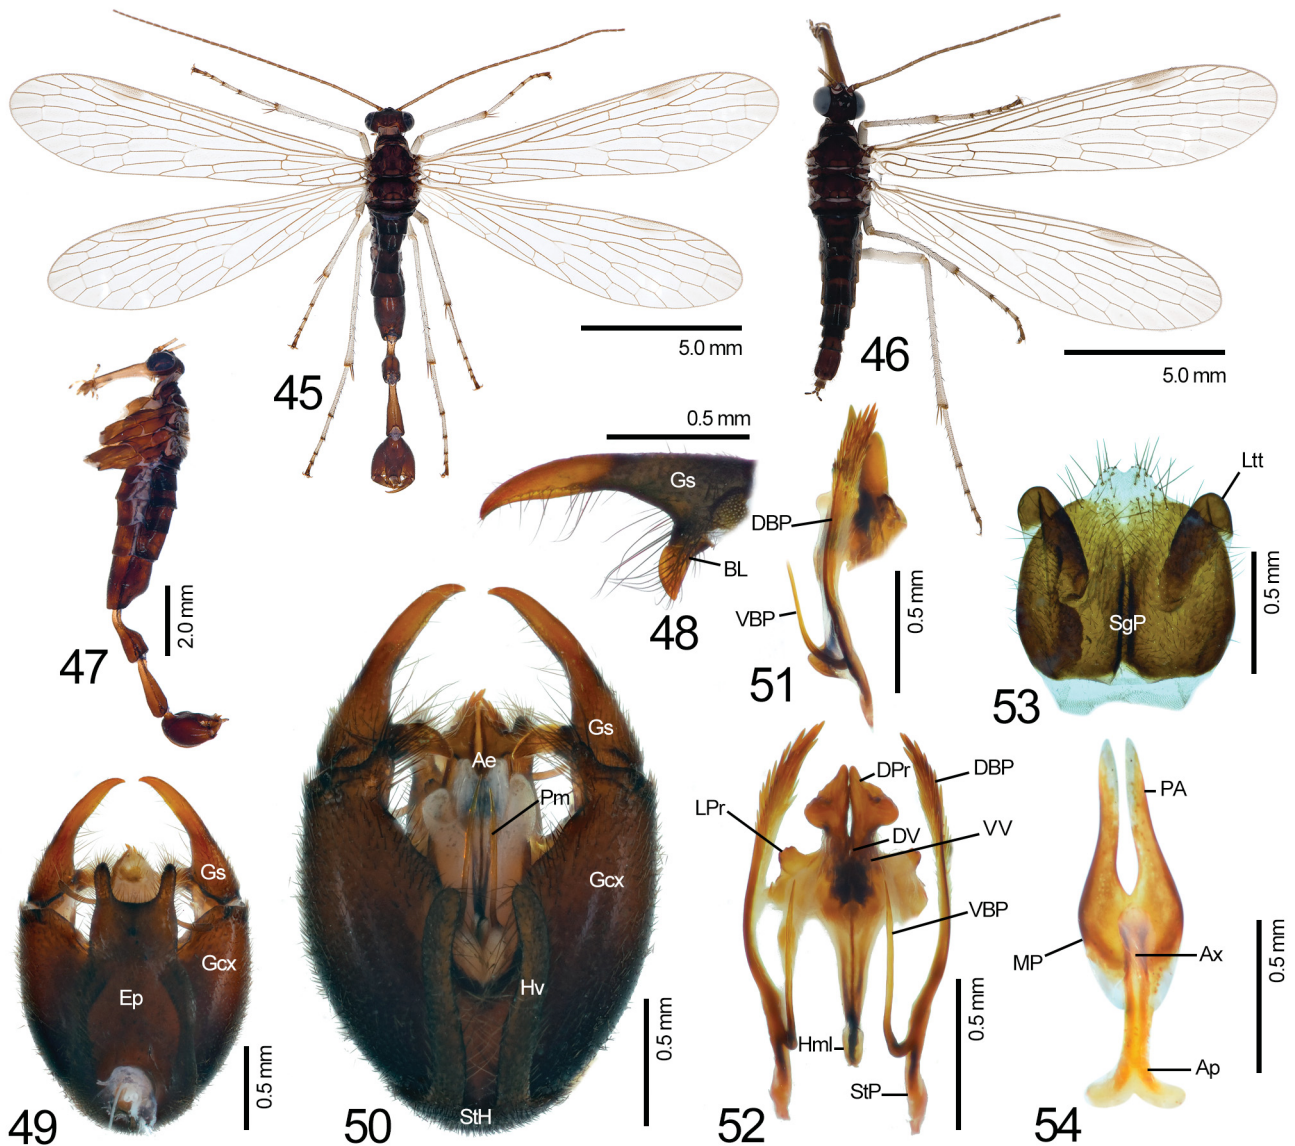 45
5.0 mm
46
5.0 mm
47
2.0 mm
48
0.5 mm
Gs
BL
51
DBP
VBP
0.5 mm
53
Ltt
SgP
0.5 mm
49
Gs
Gcx
Ep
0.5 mm
50
Gs
Ae
Pm
Gcx
Hv
StH
0.5 mm
52
DPr
DBP
LPr
DV
VV
VBP
Hml
StP
0.5 mm
54
PA
MP
Ax
Ap
0.5 mm